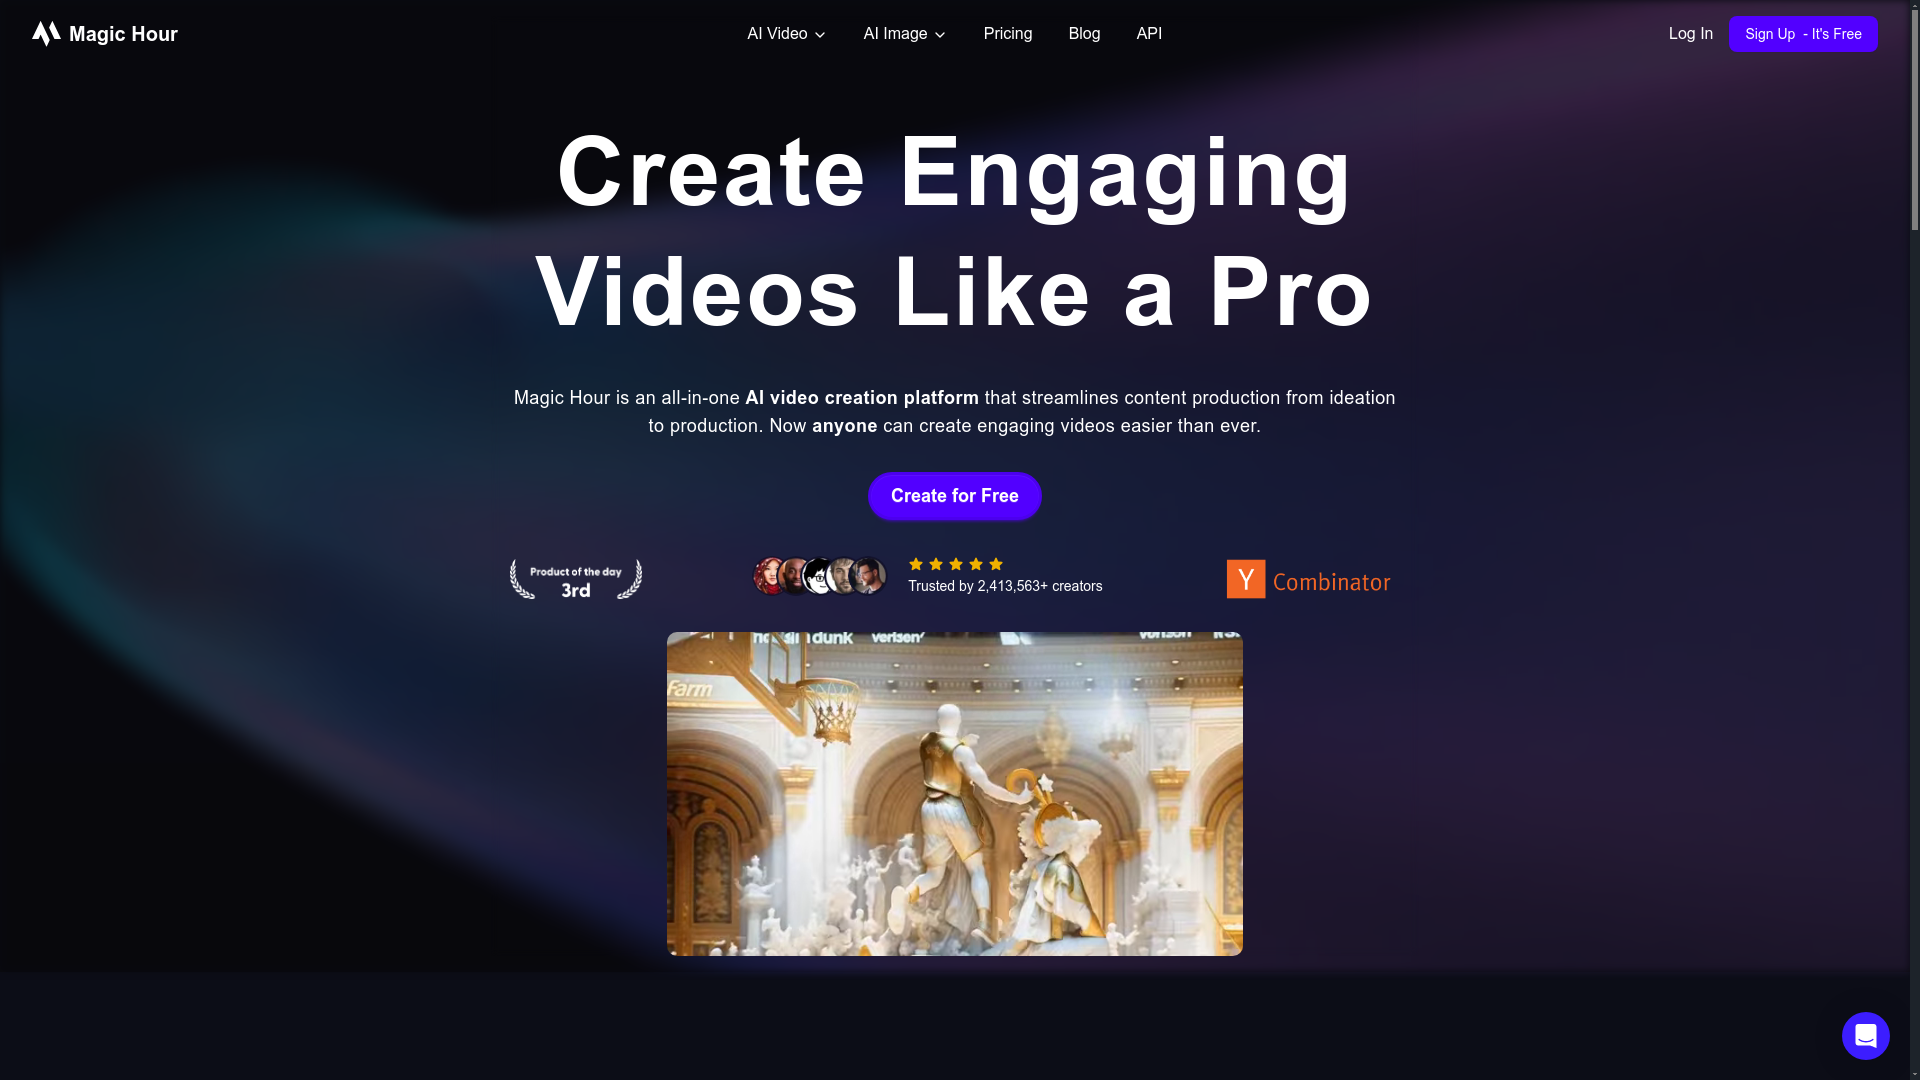 Magic Hour
AI Video
AI Image
Pricing
Blog
API
Log In
Sign Up - It's Free
Create Engaging
Videos Like a Pro
Magic Hour is an all-in-one AI video creation platform that streamlines content production from ideation
to production. Now anyone can create engaging videos easier than ever.
Create for Free
Product of the day
3rd
Trusted by 2,413,563+ creators
Y Combinator
dunk
Farm